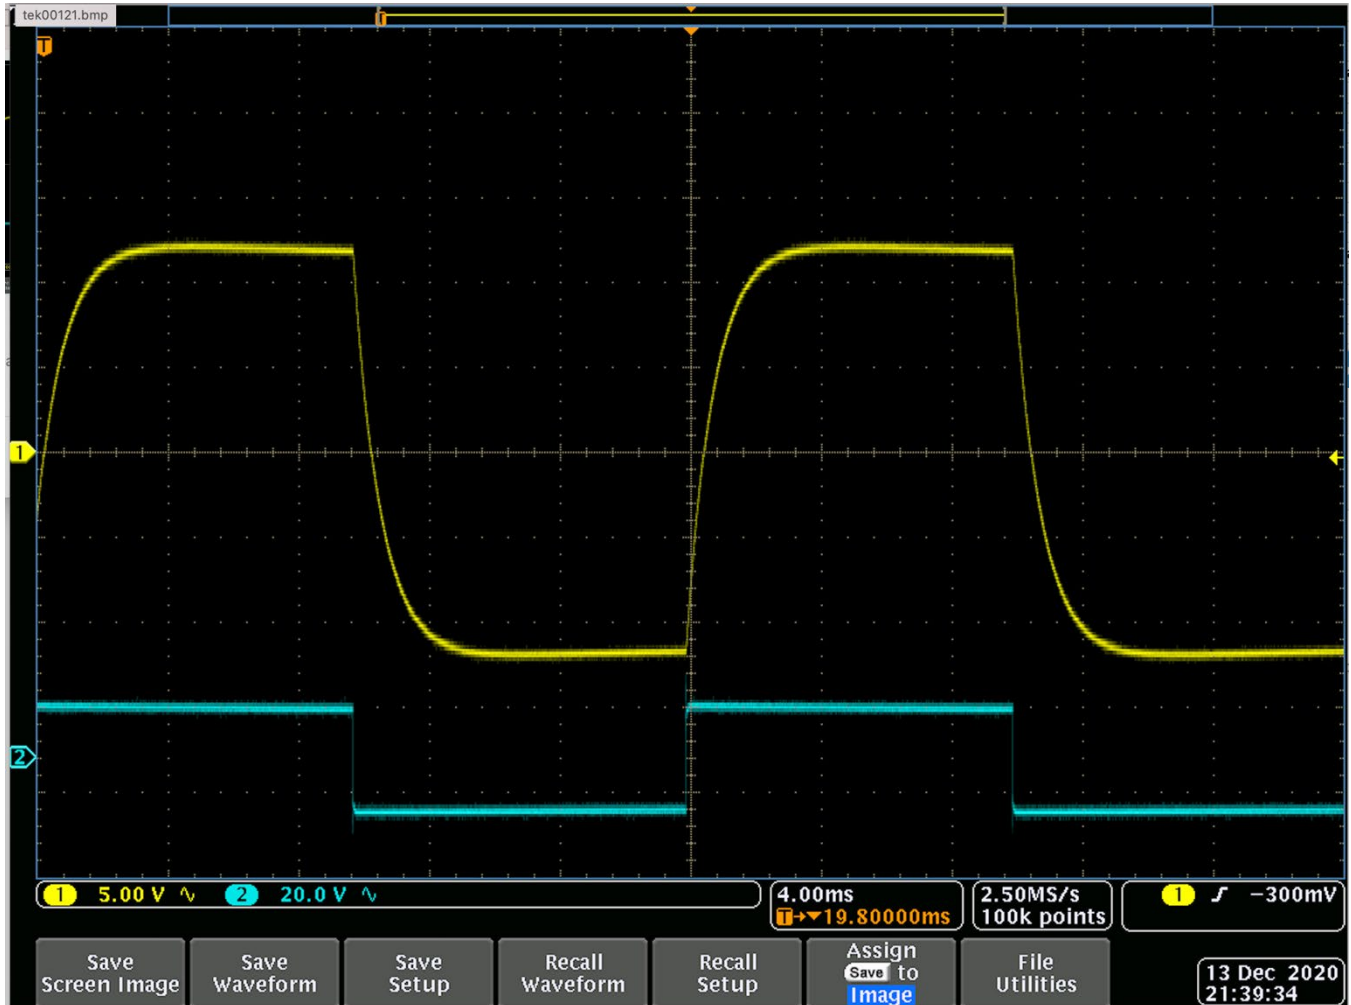 tek00121.bmp
T
T
1
2
1 5.00 V ∿ 2 20.0 V ∿
4.00ms
T→▼19.80000ms
2.50MS/s
100k points
1 ʃ −300mV
Save
Screen Image
Save
Waveform
Save
Setup
Recall
Waveform
Recall
Setup
Assign
Save to
Image
File
Utilities
13 Dec 2020
21:39:34